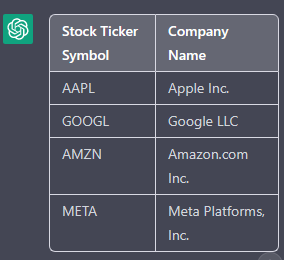 Stock Ticker Company
Symbol Name
AAPL Apple Inc.
GOOGL Google LLC
AMZN Amazon.com
Inc.
META Meta Platforms,
Inc.